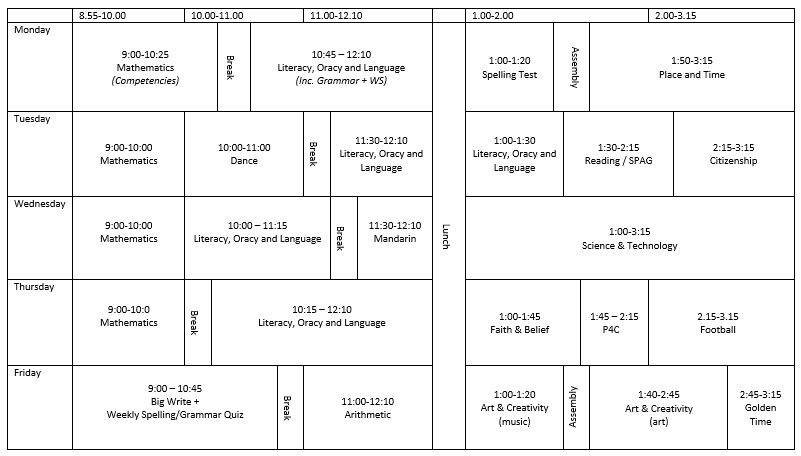 8.55-10.00 10.00-11.00 11.00-12.10 1.00-2.00 2.00-3.15
Monday
9:00-10:25
Mathematics
(Competencies)
Break
10:45 – 12:10
Literacy, Oracy and Language
(Inc. Grammar + WS)
1:00-1:20
Spelling Test
Assembly
1:50-3:15
Place and Time
Tuesday
9:00-10:00
Mathematics
10:00-11:00
Dance
Break
11:30-12:10
Literacy, Oracy and
Language
1:00-1:30
Literacy, Oracy and
Language
1:30-2:15
Reading / SPAG
2:15-3:15
Citizenship
Wednesday
9:00-10:00
Mathematics
10:00 – 11:15
Literacy, Oracy and Language
Break
11:30-12:10
Mandarin
Lunch
1:00-3:15
Science & Technology
Thursday
9:00-10:0
Mathematics
Break
10:15 – 12:10
Literacy, Oracy and Language
1:00-1:45
Faith & Belief
1:45 – 2:15
P4C
2.15-3.15
Football
Friday
9:00 – 10:45
Big Write +
Weekly Spelling/Grammar Quiz
Break
11:00-12:10
Arithmetic
1:00-1:20
Art & Creativity
(music)
Assembly
1:40-2:45
Art & Creativity
(art)
2:45-3:15
Golden
Time